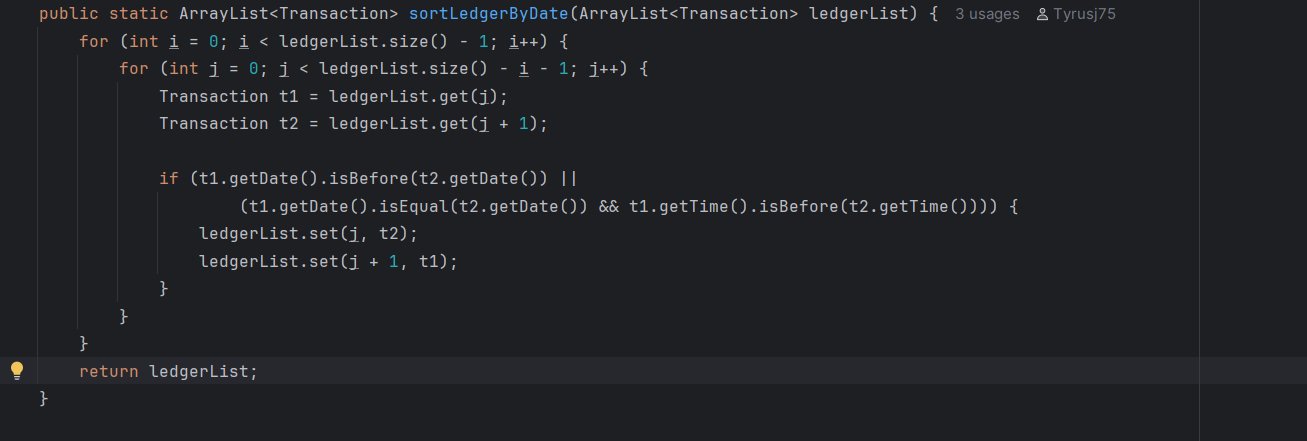 public static ArrayList<Transaction> sortLedgerByDate(ArrayList<Transaction> ledgerList) { 3 usages Tyrusj75
for (int i = 0; i < ledgerList.size() - 1; i++) {
for (int j = 0; j < ledgerList.size() - i - 1; j++) {
Transaction t1 = ledgerList.get(j);
Transaction t2 = ledgerList.get(j + 1);
if (t1.getDate().isBefore(t2.getDate()) ||
(t1.getDate().isEqual(t2.getDate()) && t1.getTime().isBefore(t2.getTime()))) {
ledgerList.set(j, t2);
ledgerList.set(j + 1, t1);
}
}
}
return ledgerList;
}